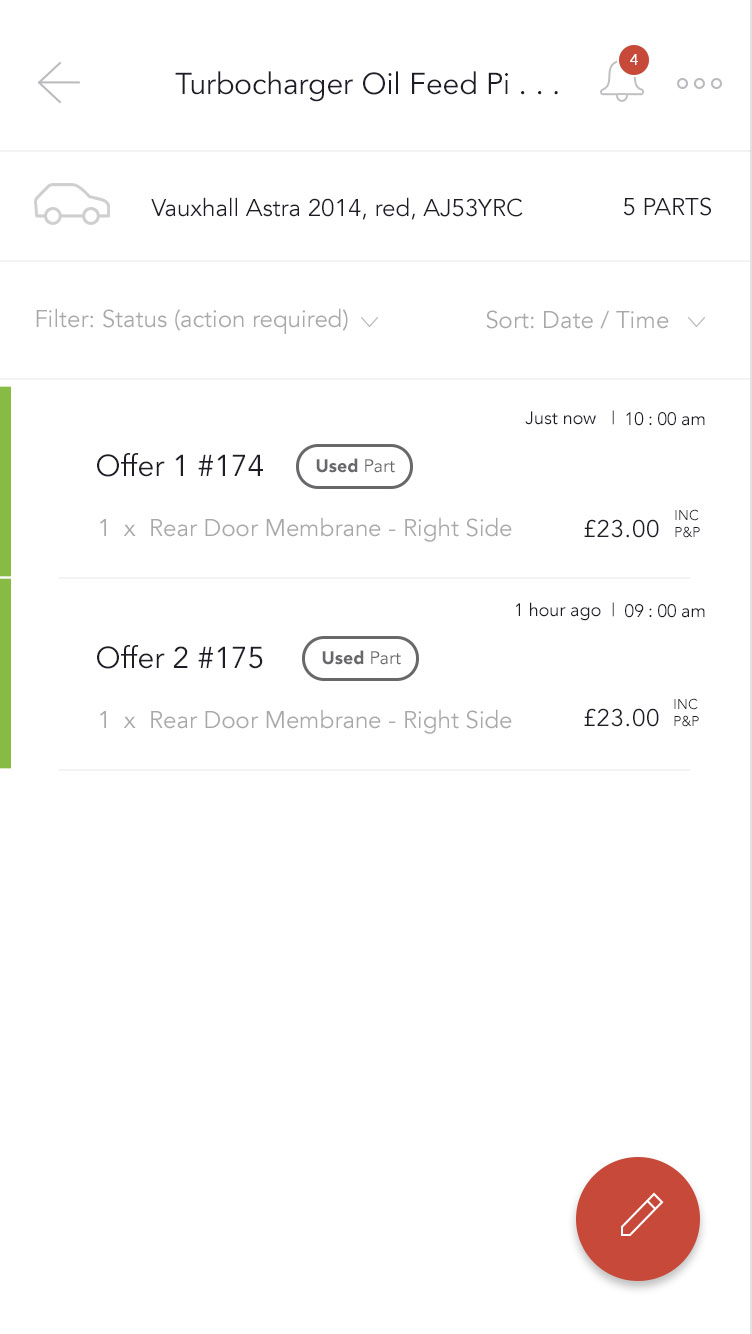 Turbocharger Oil Feed Pi . . .
4
Vauxhall Astra 2014, red, AJ53YRC
5 PARTS
Filter: Status (action required)
Sort: Date / Time
Just now | 10 : 00 am
Offer 1 #174
Used Part
1 x Rear Door Membrane - Right Side
£23.00
INC
P&P
1 hour ago | 09 : 00 am
Offer 2 #175
Used Part
1 x Rear Door Membrane - Right Side
£23.00
INC
P&P